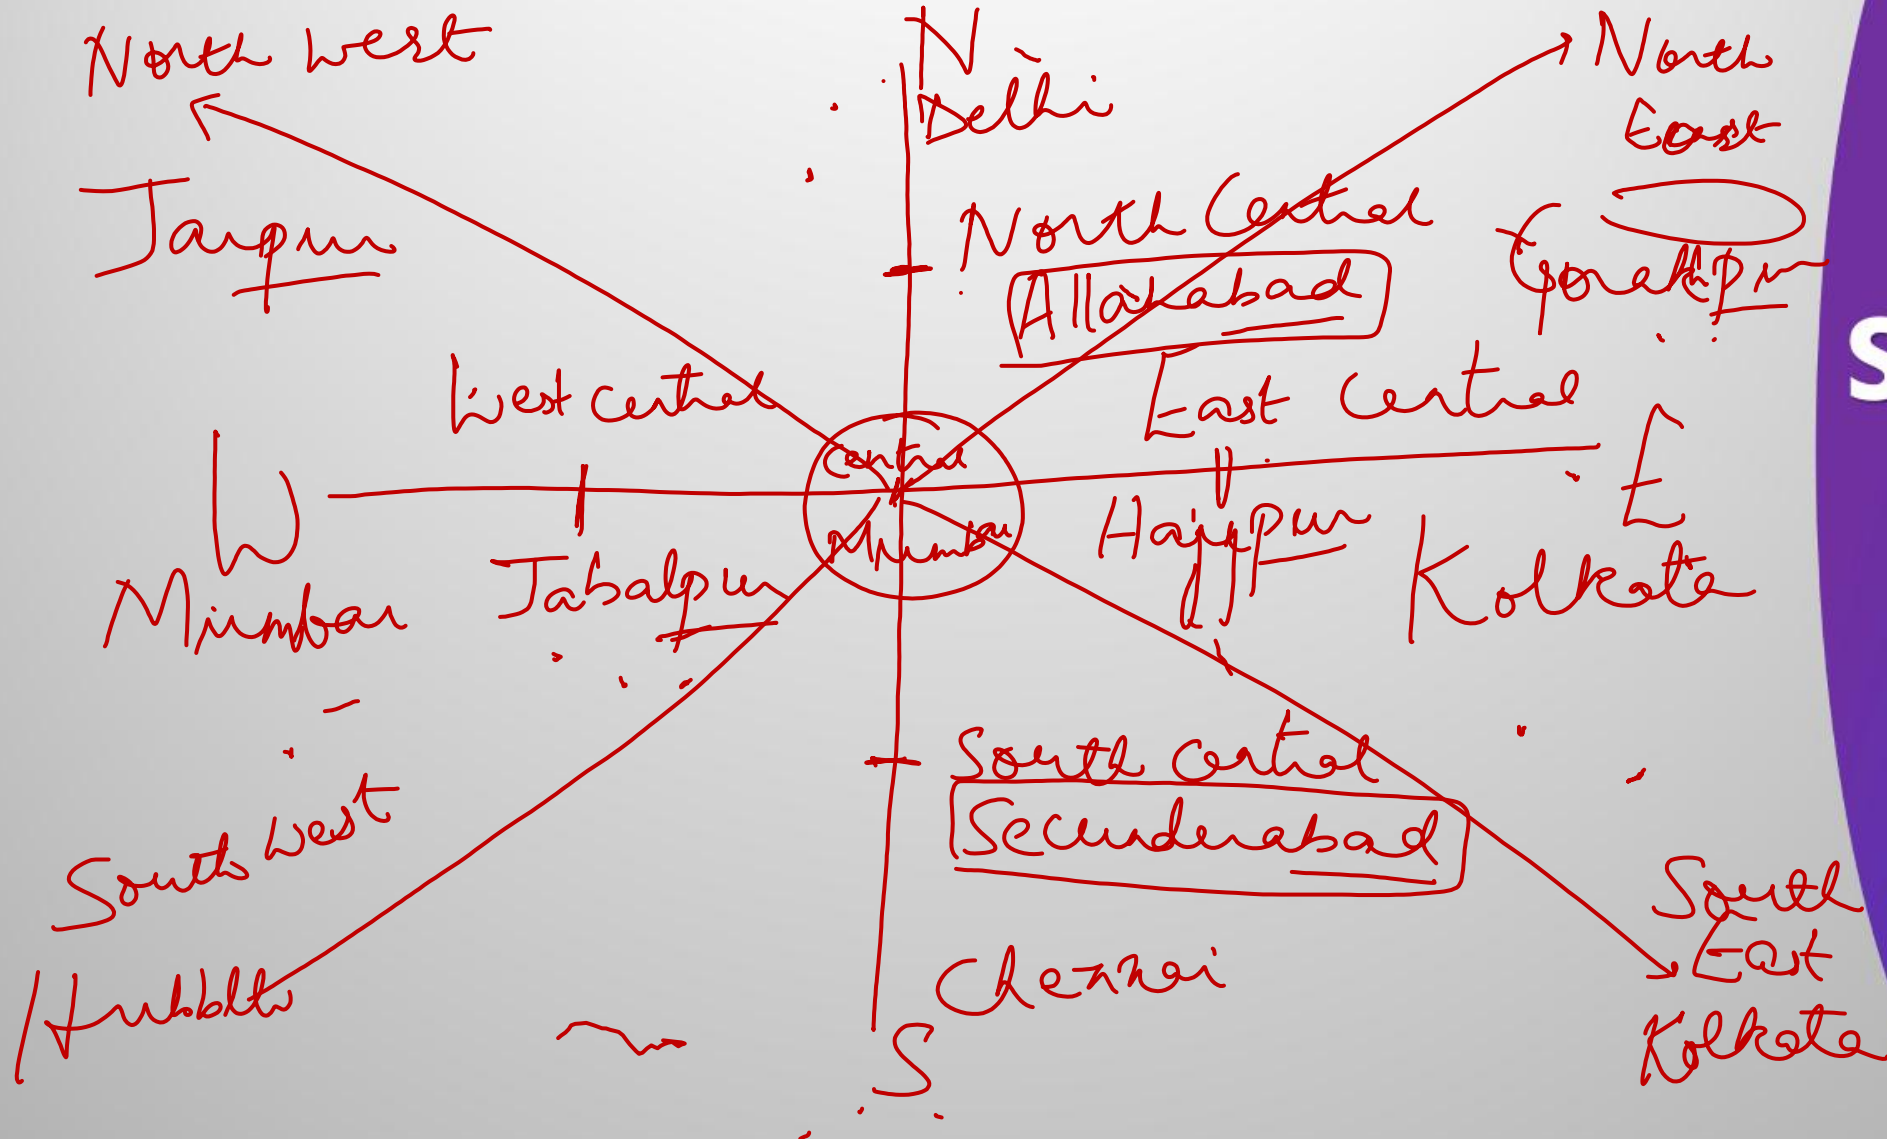 North West
N
Delhi
North
East
Jaipur
North Central
Allahabad
Gorakhpur
West Central
East Central
S
Central
Mumbai
W
E
Mumbai
Jabalpur
Hajipur
Kolkata
South Central
Secunderabad
South West
Hubbli
Chennai
S
South
East
Kolkata